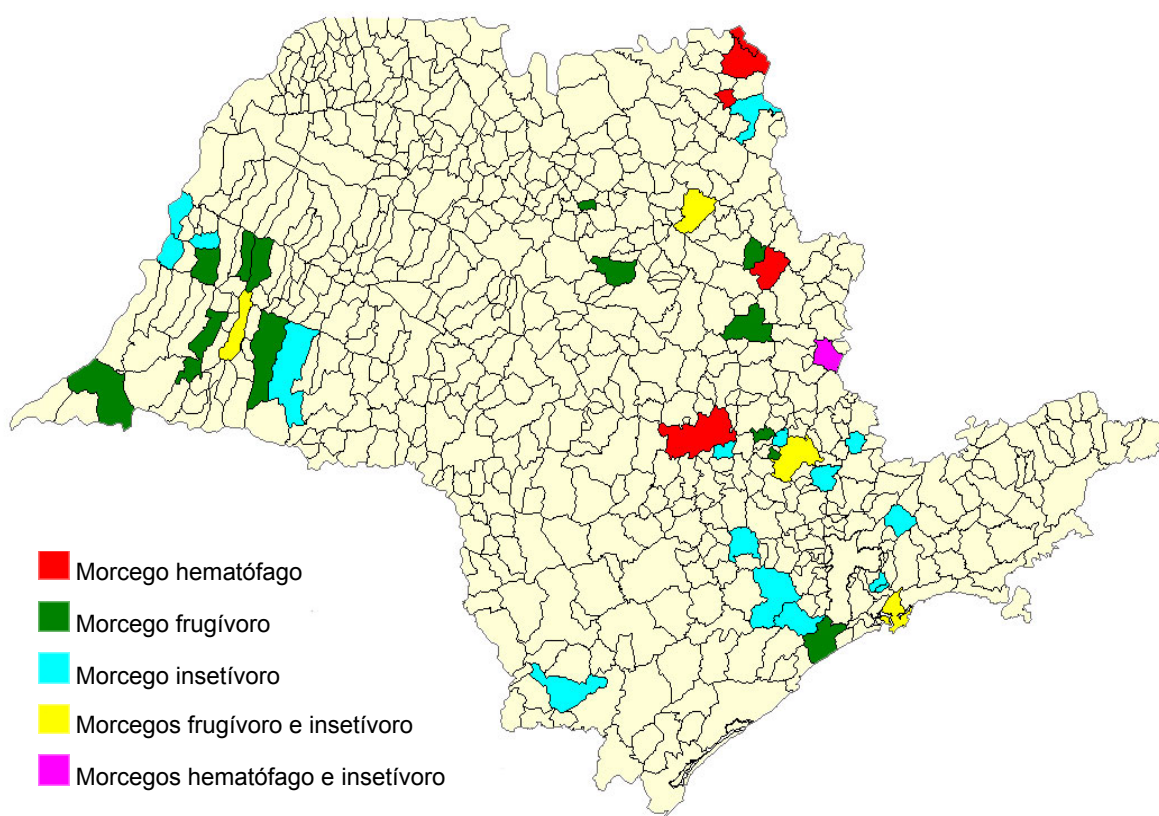 Morcego hematófago
Morcego frugívoro
Morcego insetívoro
Morcegos frugívoro e insetívoro
Morcegos hematófago e insetívoro